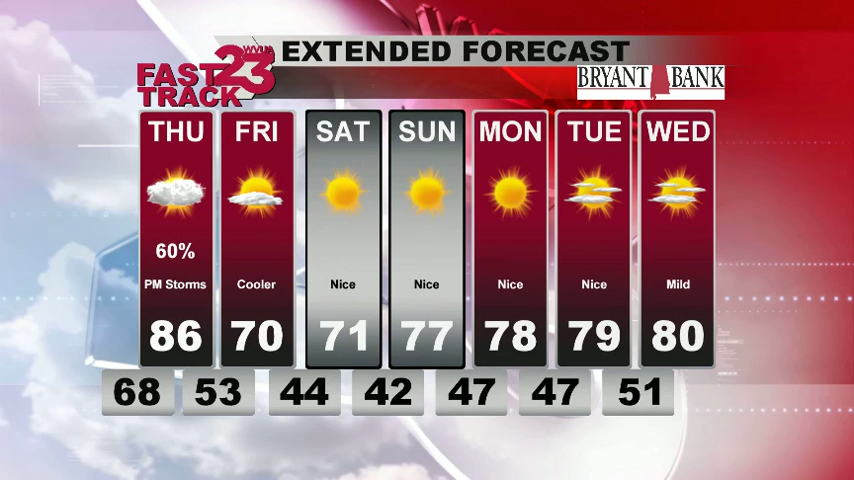 WVUA
23
EXTENDED FORECAST
FAST
TRACK
BRYANT BANK
THU FRI SAT SUN MON TUE WED
60%
PM Storms Cooler Nice Nice Nice Nice Mild
86 70 71 77 78 79 80
68 53 44 42 47 47 51